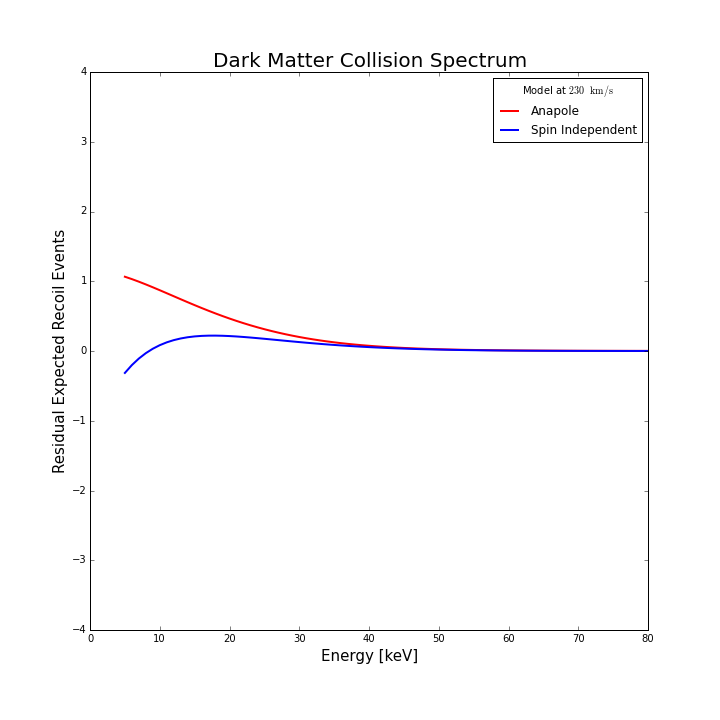 Dark Matter Collision Spectrum
Model at 230 km/s
Anapole
Spin Independent
Residual Expected Recoil Events
4
3
2
1
0
−1
−2
−3
−4
0 10 20 30 40 50 60 70 80
Energy [keV]